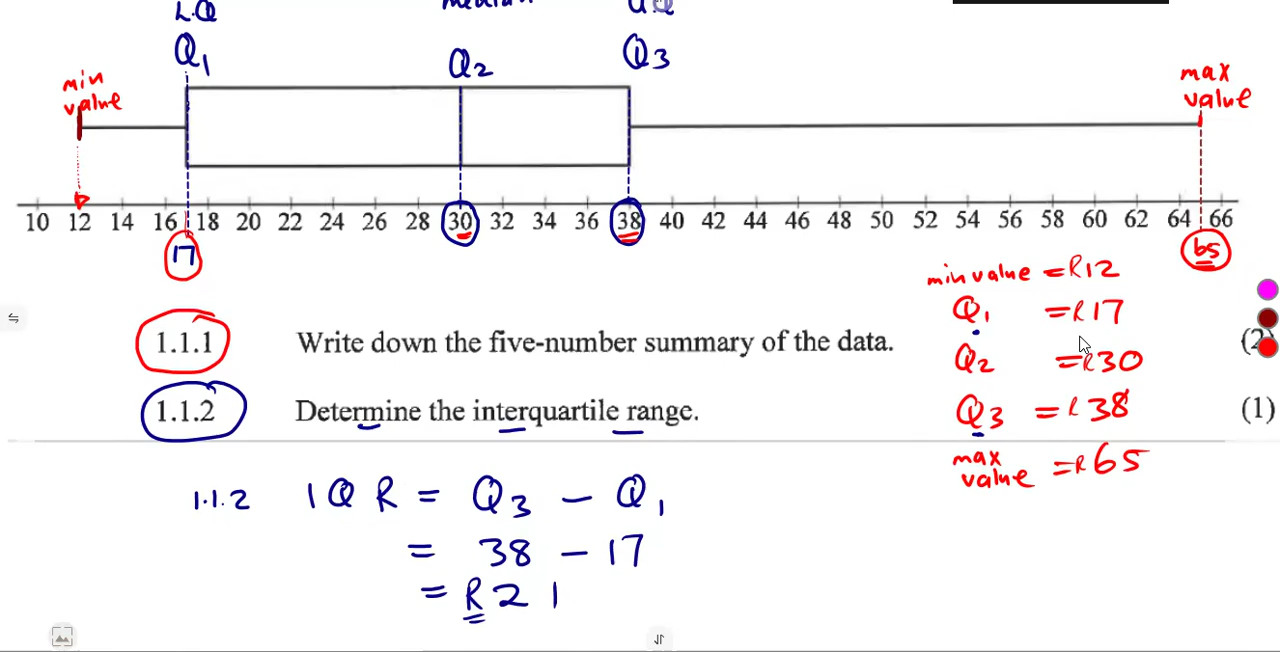 L.Q
median
Q1
Q2
Q3
min
value
max
value
10 12 14 16 18 20 22 24 26 28 30 32 34 36 38 40 42 44 46 48 50 52 54 56 58 60 62 64 66
17
65
min value = R12
Q1 = R17
1.1.1 Write down the five-number summary of the data. (2)
Q2 = R30
1.1.2 Determine the interquartile range. (1)
Q3 = R38
max
value = R65
1.1.2 IQR = Q3 - Q1
= 38 - 17
= R21